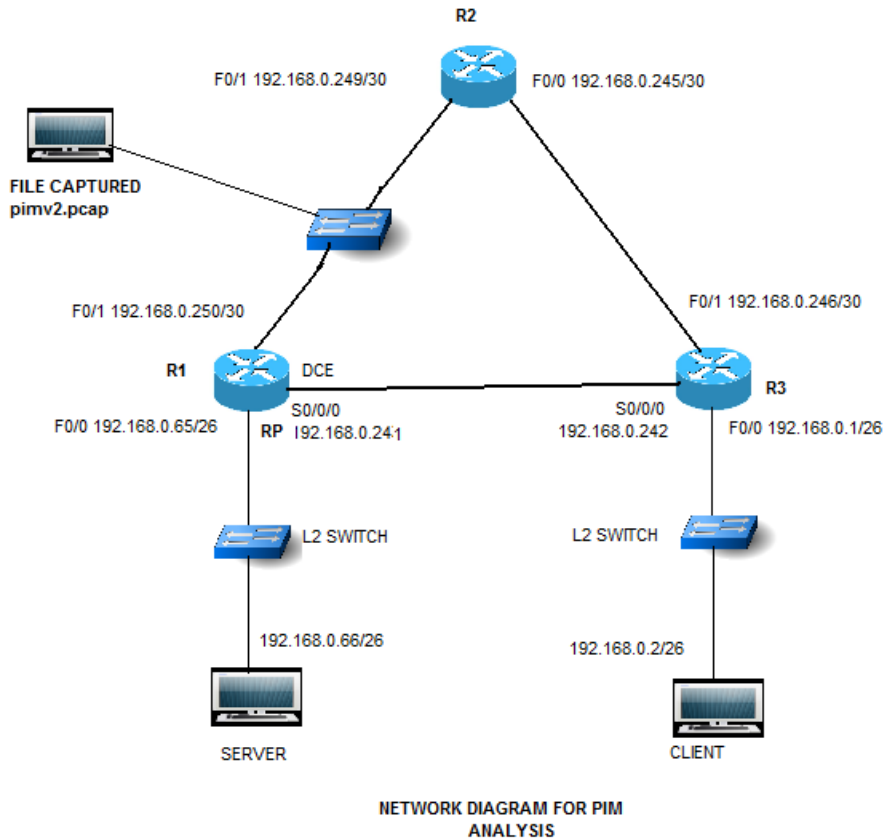 R2
F0/1 192.168.0.249/30
F0/0 192.168.0.245/30
FILE CAPTURED
pimv2.pcap
F0/1 192.168.0.250/30
F0/1 192.168.0.246/30
R1
DCE
R3
S0/0/0
S0/0/0
F0/0 192.168.0.65/26
RP
192.168.0.241
192.168.0.242
F0/0 192.168.0.1/26
L2 SWITCH
L2 SWITCH
192.168.0.66/26
192.168.0.2/26
SERVER
CLIENT
NETWORK DIAGRAM FOR PIM
ANALYSIS